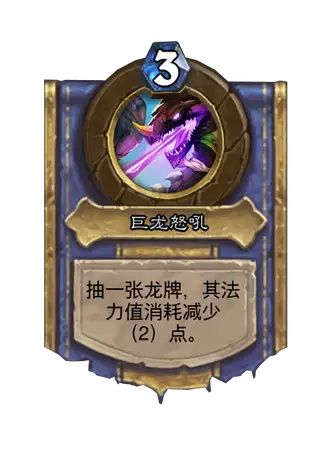 3
巨龙怒吼
抽一张龙牌，其法
力值消耗减少
（2）点。